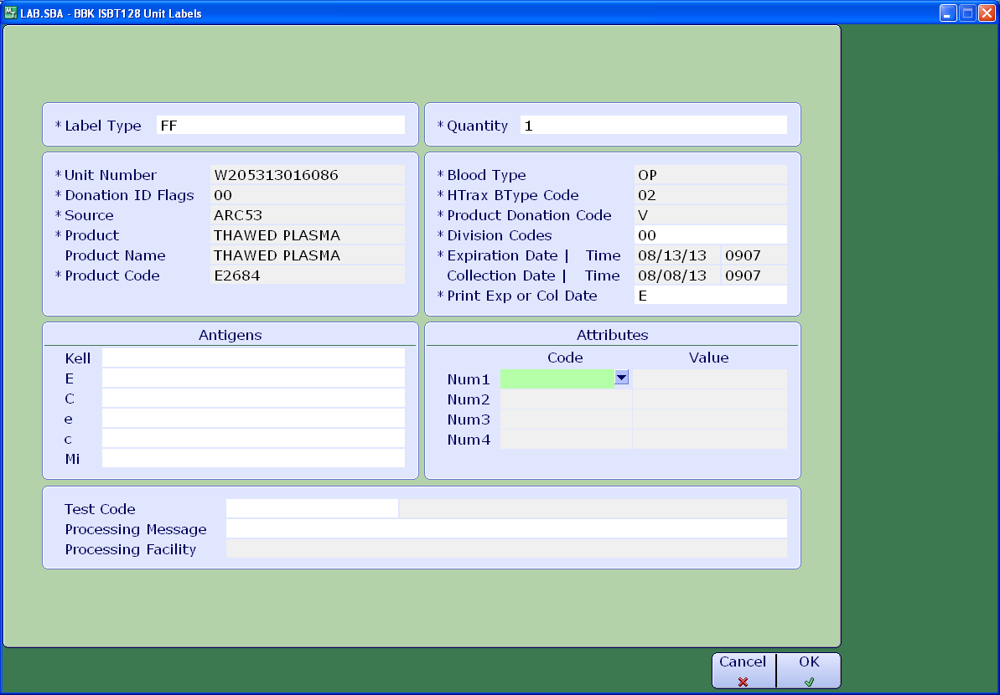 LAB.SBA - BBK ISBT128 Unit Labels
*Label Type FF
*Quantity 1
*Unit Number W205313016086
*Donation ID Flags 00
*Source ARC53
*Product THAWED PLASMA
Product Name THAWED PLASMA
*Product Code E2684
*Blood Type OP
*HTrax BType Code 02
*Product Donation Code V
*Division Codes 00
*Expiration Date | Time 08/13/13 0907
Collection Date | Time 08/08/13 0907
*Print Exp or Col Date E
Antigens
Kell
E
C
e
c
Mi
Attributes
Code Value
Num1
Num2
Num3
Num4
Test Code
Processing Message
Processing Facility
Cancel OK